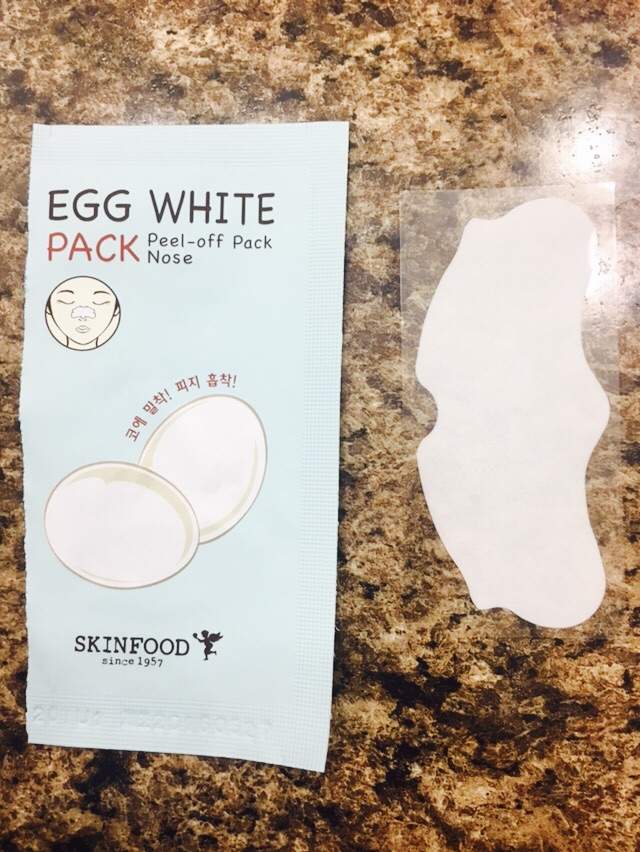 EGG WHITE
PACK Peel-off Pack
Nose
코에 밀착! 피지 흡착!
SKINFOOD
since 1957